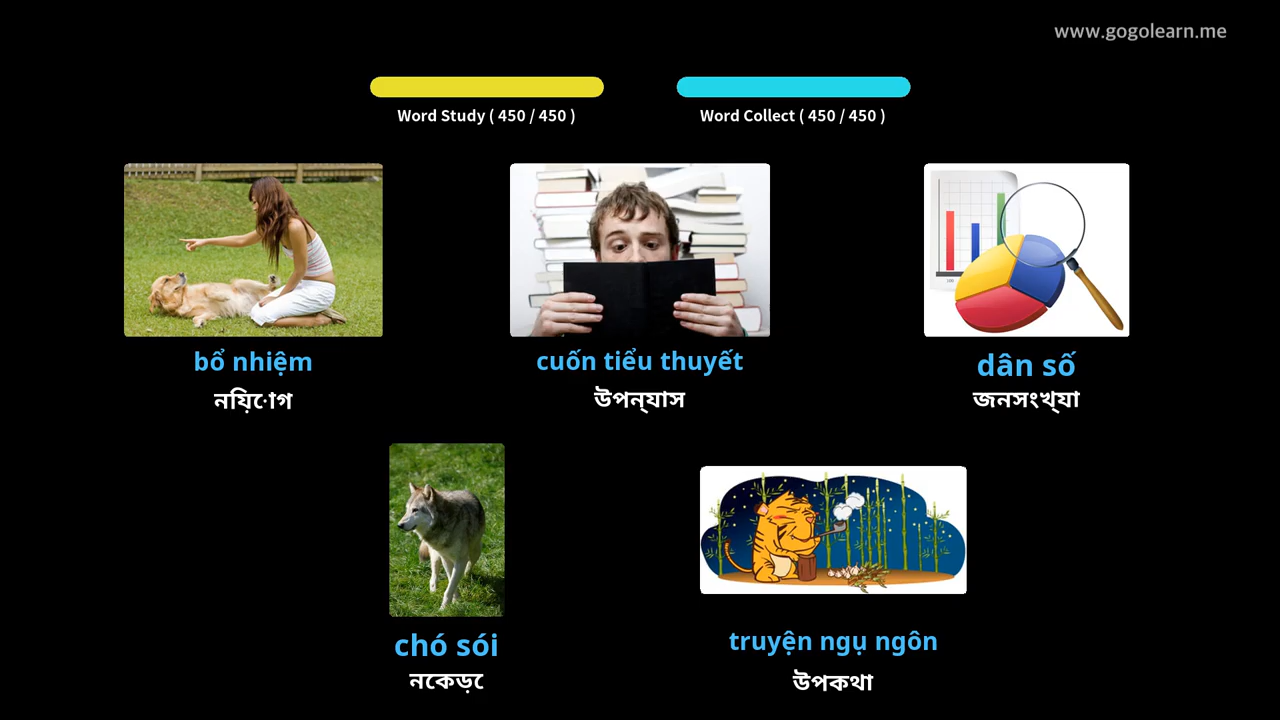 www.gogolearn.me
Word Study ( 450 / 450 )
Word Collect ( 450 / 450 )
bổ nhiệm
নিয়োগ
cuốn tiểu thuyết
উপন্যাস
dân số
জনসংখ্যা
chó sói
নেকড়ে
truyện ngụ ngôn
উপকথা